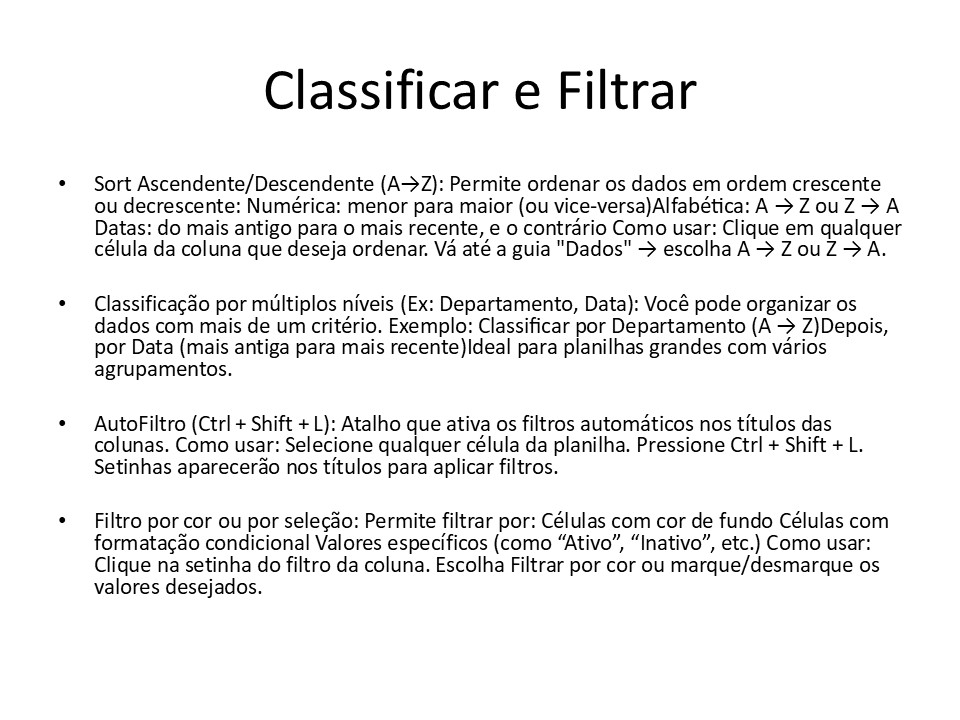 Classificar e Filtrar
• Sort Ascendente/Descendente (A→Z): Permite ordenar os dados em ordem crescente
ou decrescente: Numérica: menor para maior (ou vice-versa)Alfabética: A → Z ou Z → A
Datas: do mais antigo para o mais recente, e o contrário Como usar: Clique em qualquer
célula da coluna que deseja ordenar. Vá até a guia "Dados" → escolha A → Z ou Z → A.
• Classificação por múltiplos níveis (Ex: Departamento, Data): Você pode organizar os
dados com mais de um critério. Exemplo: Classificar por Departamento (A → Z)Depois,
por Data (mais antiga para mais recente)Ideal para planilhas grandes com vários
agrupamentos.
• AutoFiltro (Ctrl + Shift + L): Atalho que ativa os filtros automáticos nos títulos das
colunas. Como usar: Selecione qualquer célula da planilha. Pressione Ctrl + Shift + L.
Setinhas aparecerão nos títulos para aplicar filtros.
• Filtro por cor ou por seleção: Permite filtrar por: Células com cor de fundo Células com
formatação condicional Valores específicos (como “Ativo”, “Inativo”, etc.) Como usar:
Clique na setinha do filtro da coluna. Escolha Filtrar por cor ou marque/desmarque os
valores desejados.